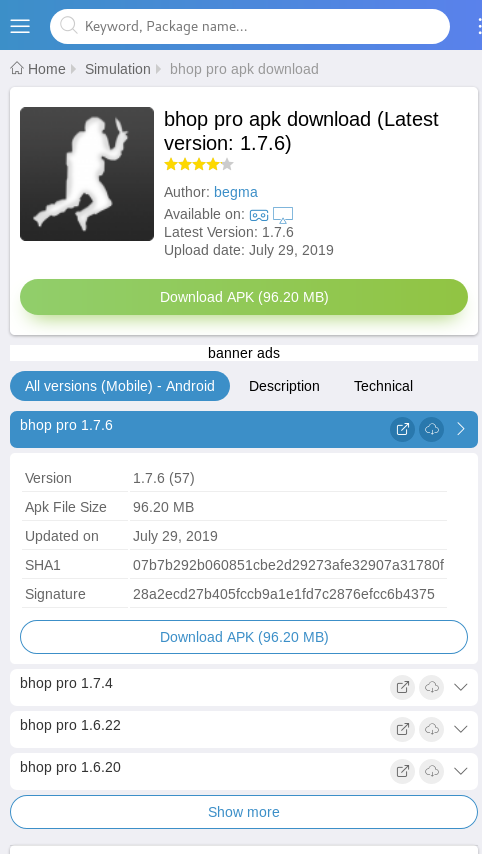 Keyword, Package name...
Home Simulation bhop pro apk download
bhop pro apk download (Latest
version: 1.7.6)
Author: begma
Available on:
Latest Version: 1.7.6
Upload date: July 29, 2019
Download APK (96.20 MB)
banner ads
All versions (Mobile) - Android Description Technical
bhop pro 1.7.6
Version 1.7.6 (57)
Apk File Size 96.20 MB
Updated on July 29, 2019
SHA1 07b7b292b060851cbe2d29273afe32907a31780f
Signature 28a2ecd27b405fccb9a1e1fd7c2876efcc6b4375
Download APK (96.20 MB)
bhop pro 1.7.4
bhop pro 1.6.22
bhop pro 1.6.20
Show more